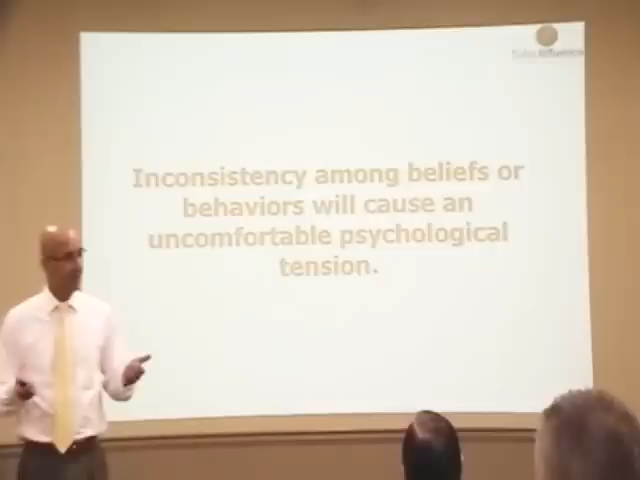 Inconsistency among beliefs or
behaviors will cause an
uncomfortable psychological
tension.